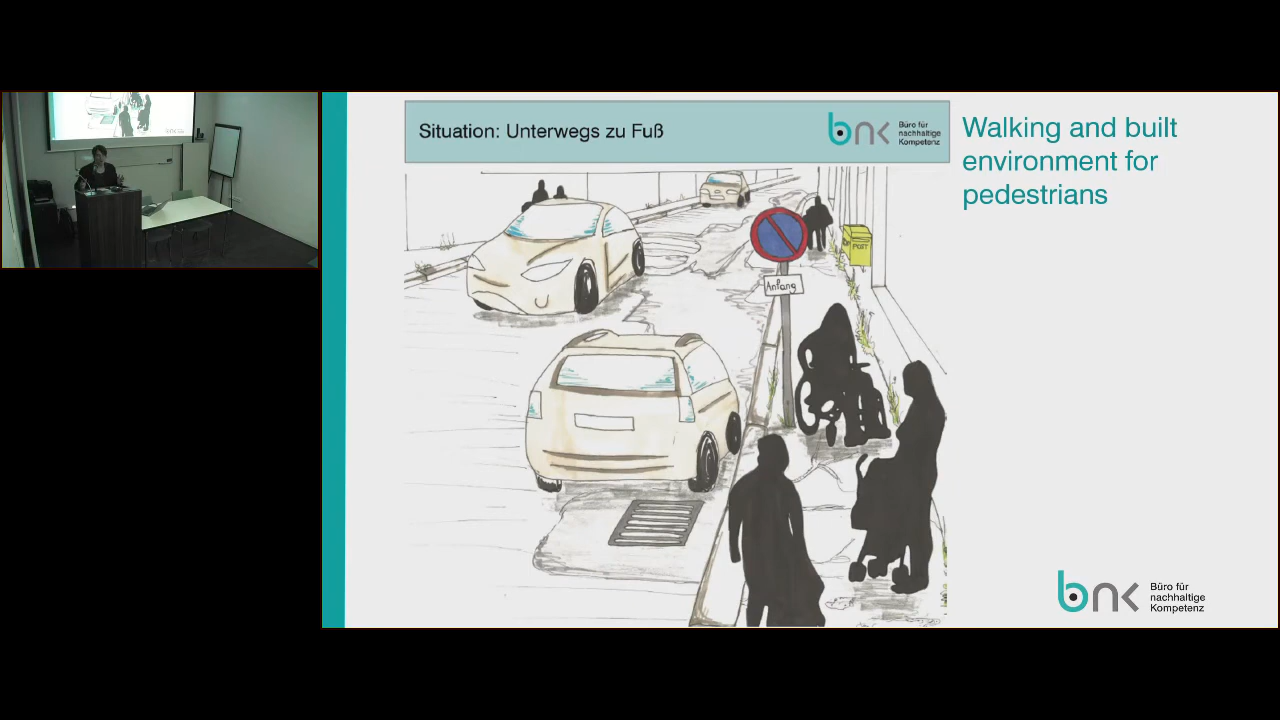 Situation: Unterwegs zu Fuß
bnk
Büro für
nachhaltige
Kompetenz
Walking and built
environment for
pedestrians
POST
Anfang
bnk
Büro für
nachhaltige
Kompetenz